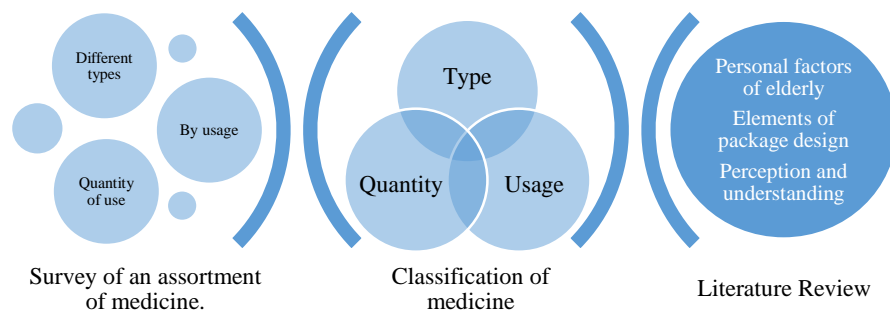 Different
types
By usage
Quantity
of use
Survey of an assortment
of medicine.
Type
Quantity
Usage
Classification of
medicine
Personal factors
of elderly
Elements of
package design
Perception and
understanding
Literature Review